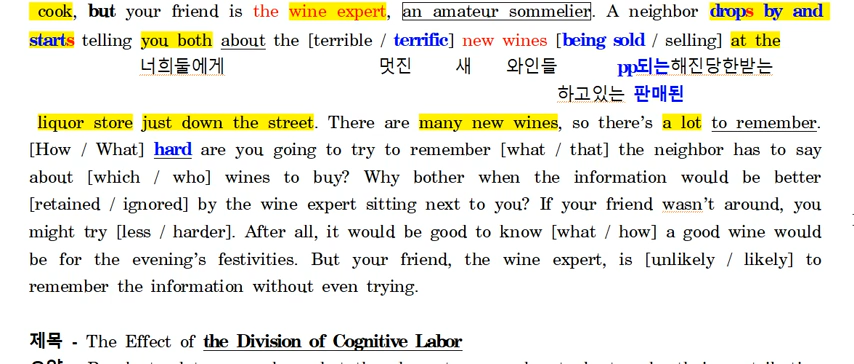 cook, but your friend is the wine expert, an amateur sommelier. A neighbor drops by and
starts telling you both about the [terrible / terrific] new wines [being sold / selling] at the
너희둘에게 멋진 새 와인들 pp되는해진당한받는
하고있는 판매된
liquor store just down the street. There are many new wines, so there's a lot to remember.
[How / What] hard are you going to try to remember [what / that] the neighbor has to say
about [which / who] wines to buy? Why bother when the information would be better
[retained / ignored] by the wine expert sitting next to you? If your friend wasn't around, you
might try [less / harder]. After all, it would be good to know [what / how] a good wine would
be for the evening's festivities. But your friend, the wine expert, is [unlikely / likely] to
remember the information without even trying.
제목 - The Effect of the Division of Cognitive Labor